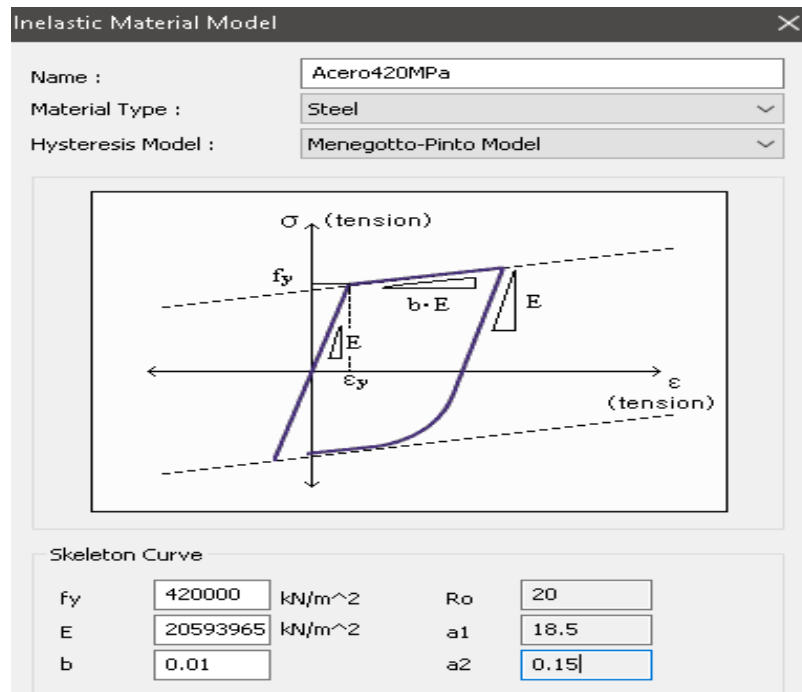 Inelastic Material Model
Name : Acero420MPa
Material Type : Steel
Hysteresis Model : Menegotto-Pinto Model
σ (tension)
fy
b·E
E
E
εy
ε
(tension)
Skeleton Curve
fy 420000 kN/m^2 Ro 20
E 20593965 kN/m^2 a1 18.5
b 0.01 a2 0.15